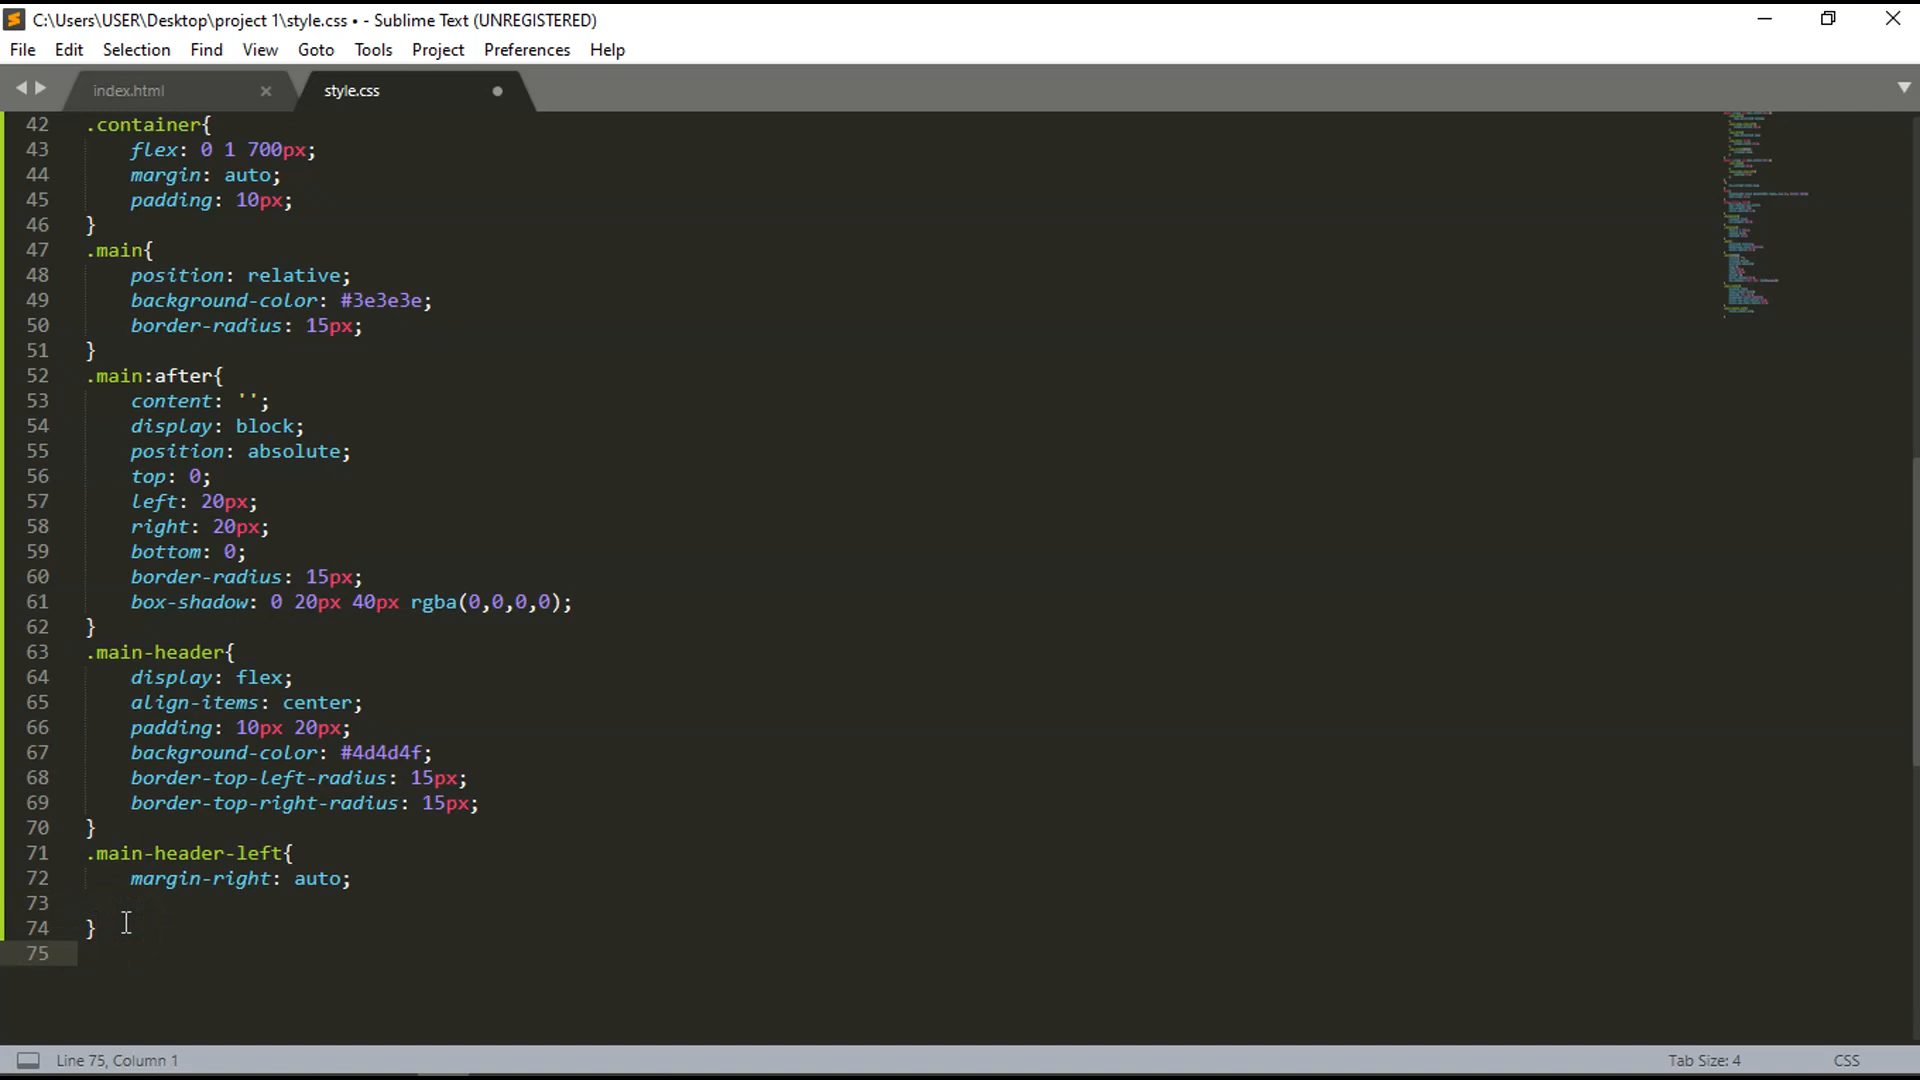 C:\Users\USER\Desktop\project 1\style.css • - Sublime Text (UNREGISTERED)
File Edit Selection Find View Goto Tools Project Preferences Help
index.html style.css
42 .container{
43 flex: 0 1 700px;
44 margin: auto;
45 padding: 10px;
46 }
47 .main{
48 position: relative;
49 background-color: #3e3e3e;
50 border-radius: 15px;
51 }
52 .main:after{
53 content: '';
54 display: block;
55 position: absolute;
56 top: 0;
57 left: 20px;
58 right: 20px;
59 bottom: 0;
60 border-radius: 15px;
61 box-shadow: 0 20px 40px rgba(0,0,0,0);
62 }
63 .main-header{
64 display: flex;
65 align-items: center;
66 padding: 10px 20px;
67 background-color: #4d4d4f;
68 border-top-left-radius: 15px;
69 border-top-right-radius: 15px;
70 }
71 .main-header-left{
72 margin-right: auto;
73
74 }
75
Line 75, Column 1 Tab Size: 4 CSS